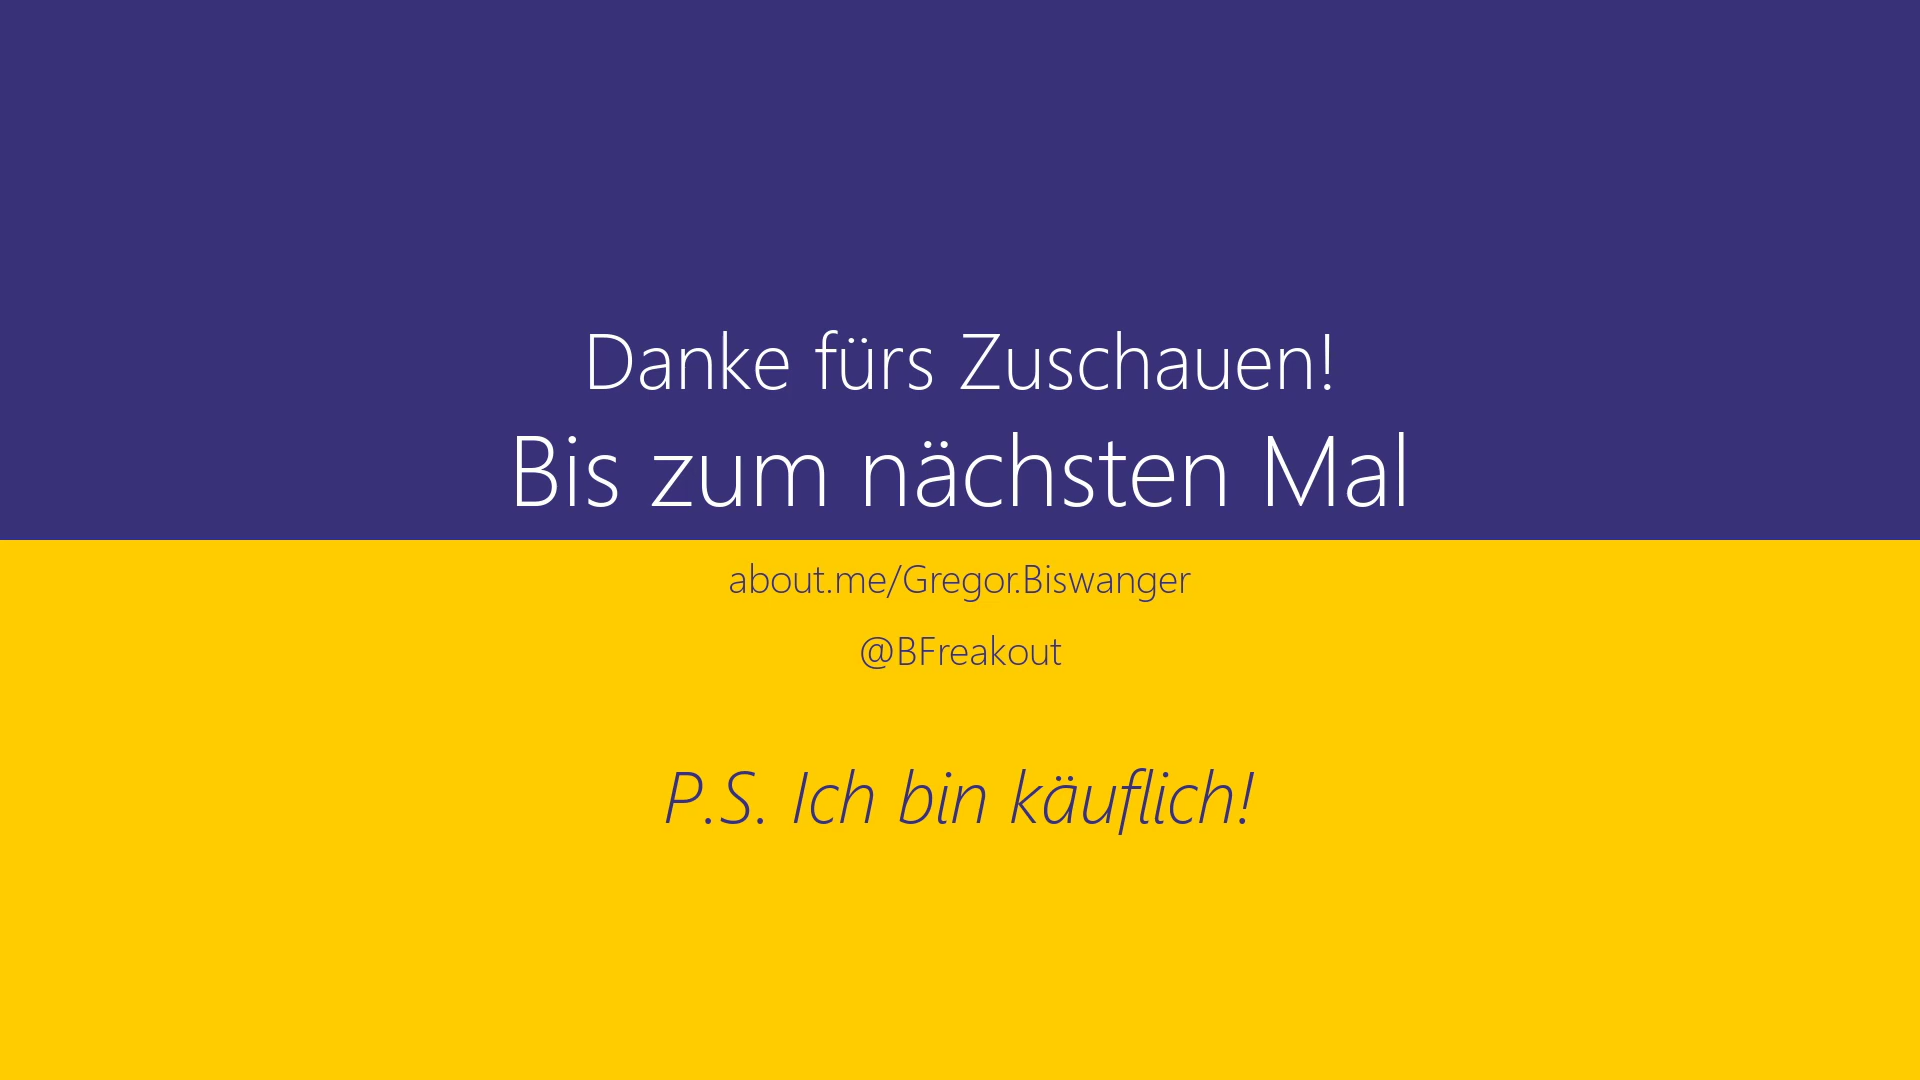 Danke fürs Zuschauen!
Bis zum nächsten Mal
about.me/Gregor.Biswanger
@BFreakout
P.S. Ich bin käuflich!